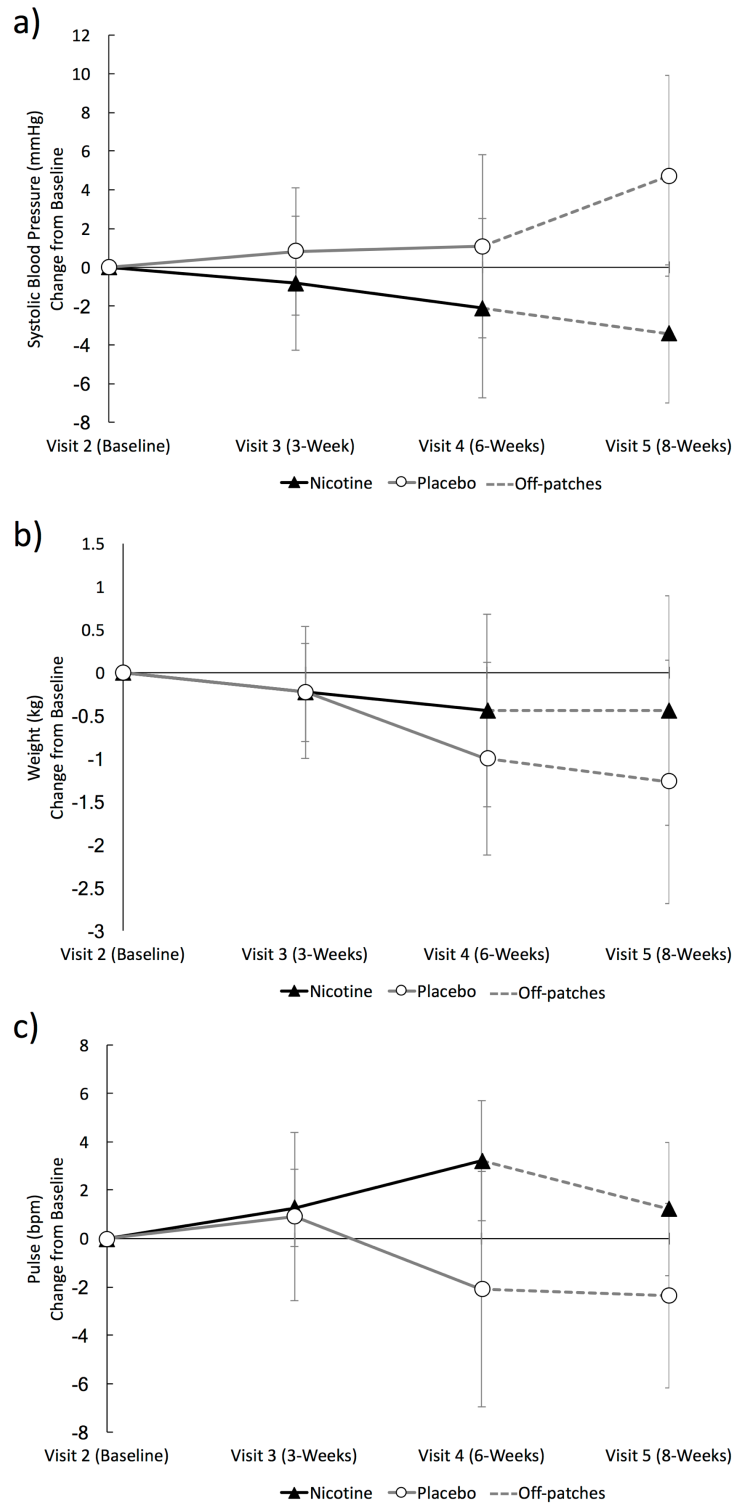 a)
Systolic Blood Pressure (mmHg)
Change from Baseline
12
10
8
6
4
2
0
-2
-4
-6
-8
Visit 2 (Baseline) Visit 3 (3-Week) Visit 4 (6-Weeks) Visit 5 (8-Weeks)
Nicotine Placebo Off-patches
b)
Weight (kg)
Change from Baseline
1.5
1
0.5
0
-0.5
-1
-1.5
-2
-2.5
-3
Visit 2 (Baseline) Visit 3 (3-Weeks) Visit 4 (6-Weeks) Visit 5 (8-Weeks)
Nicotine Placebo Off-patches
c)
Pulse (bpm)
Change from Baseline
8
6
4
2
0
-2
-4
-6
-8
Visit 2 (Baseline) Visit 3 (3-Weeks) Visit 4 (6-Weeks) Visit 5 (8-Weeks)
Nicotine Placebo Off-patches